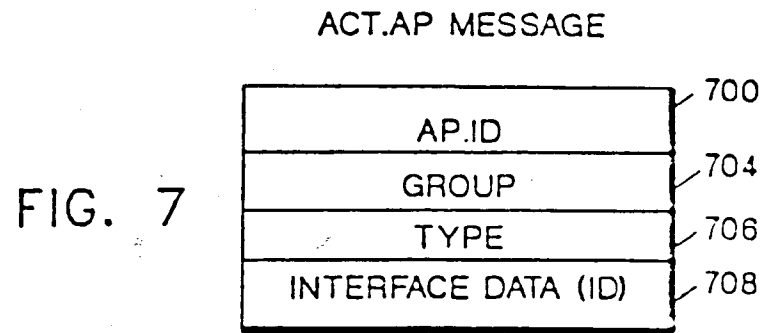 ACT.AP MESSAGE
700
AP.ID
704
GROUP
FIG. 7
706
TYPE
708
INTERFACE DATA (ID)